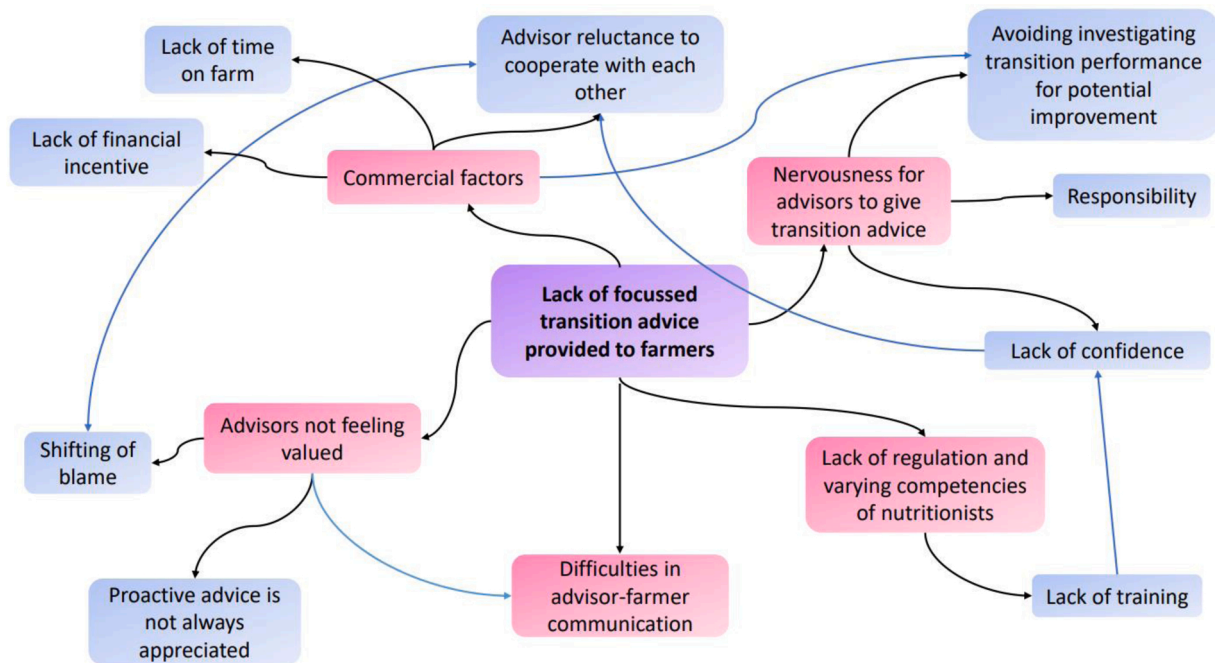 Lack of time
on farm
Advisor reluctance to
cooperate with each
other
Avoiding investigating
transition performance
for potential
improvement
Lack of financial
incentive
Commercial factors
Nervousness for
advisors to give
transition advice
Responsibility
Lack of focussed
transition advice
provided to farmers
Lack of confidence
Advisors not feeling
valued
Shifting of
blame
Lack of regulation and
varying competencies
of nutritionists
Proactive advice is
not always
appreciated
Difficulties in
advisor-farmer
communication
Lack of training